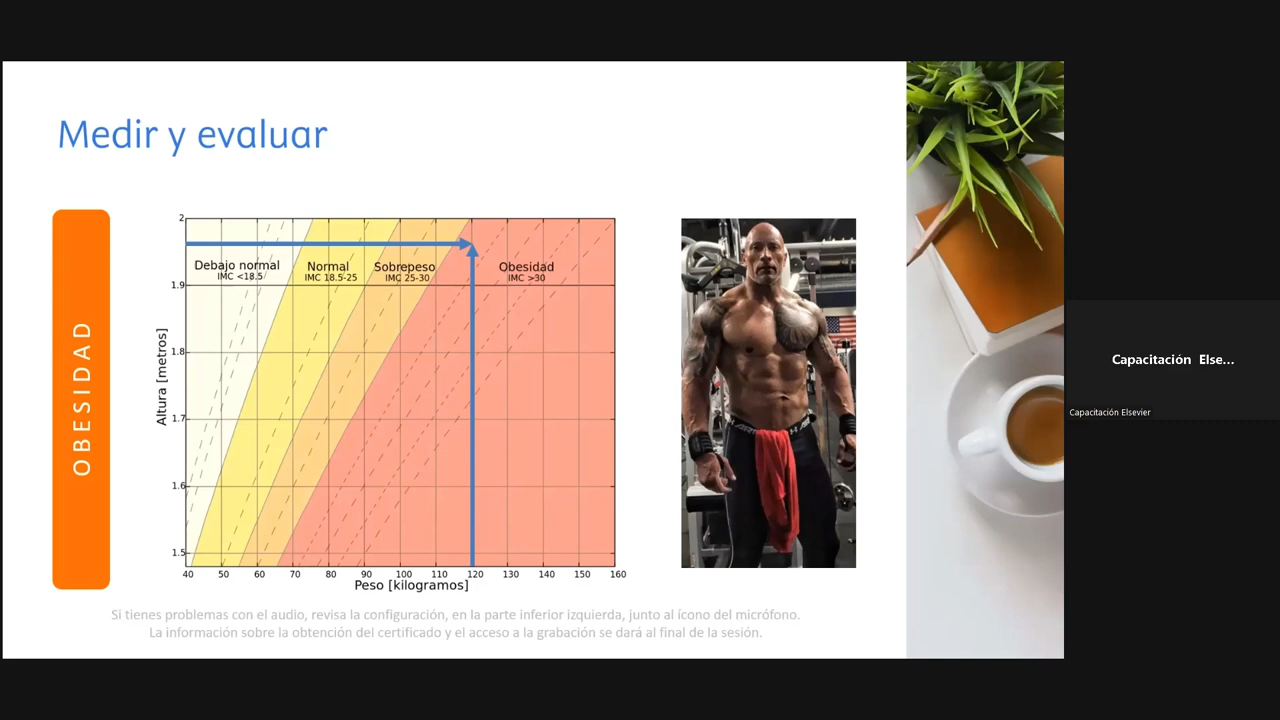 Medir y evaluar
OBESIDAD
2
1.9
1.8
1.7
1.6
1.5
Altura [metros]
Debajo normal
IMC <18.5
Normal
IMC 18.5-25
Sobrepeso
IMC 25-30
Obesidad
IMC >30
40 50 60 70 80 90 100 110 120 130 140 150 160
Peso [kilogramos]
Si tienes problemas con el audio, revisa la configuración, en la parte inferior izquierda, junto al ícono del micrófono.
La información sobre la obtención del certificado y el acceso a la grabación se dará al final de la sesión.
Capacitación Else...
Capacitación Elsevier